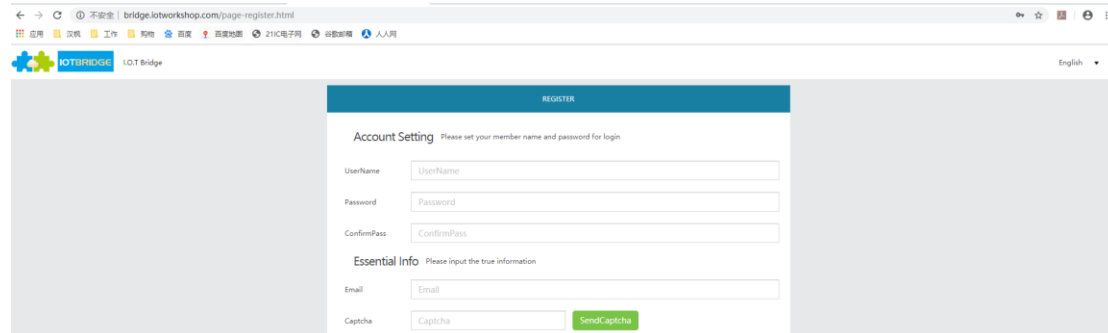 不安全 | bridge.iotworkshop.com/page-register.html
应用 汉枫 工作 购物 百度 百度地图 21IC电子网 谷歌邮箱 人人网
IOTBRIDGE I.O.T Bridge English
REGISTER
Account Setting Please set your member name and password for login
UserName UserName
Password Password
ConfirmPass ConfirmPass
Essential Info Please input the true information
Email Email
Captcha Captcha SendCaptcha